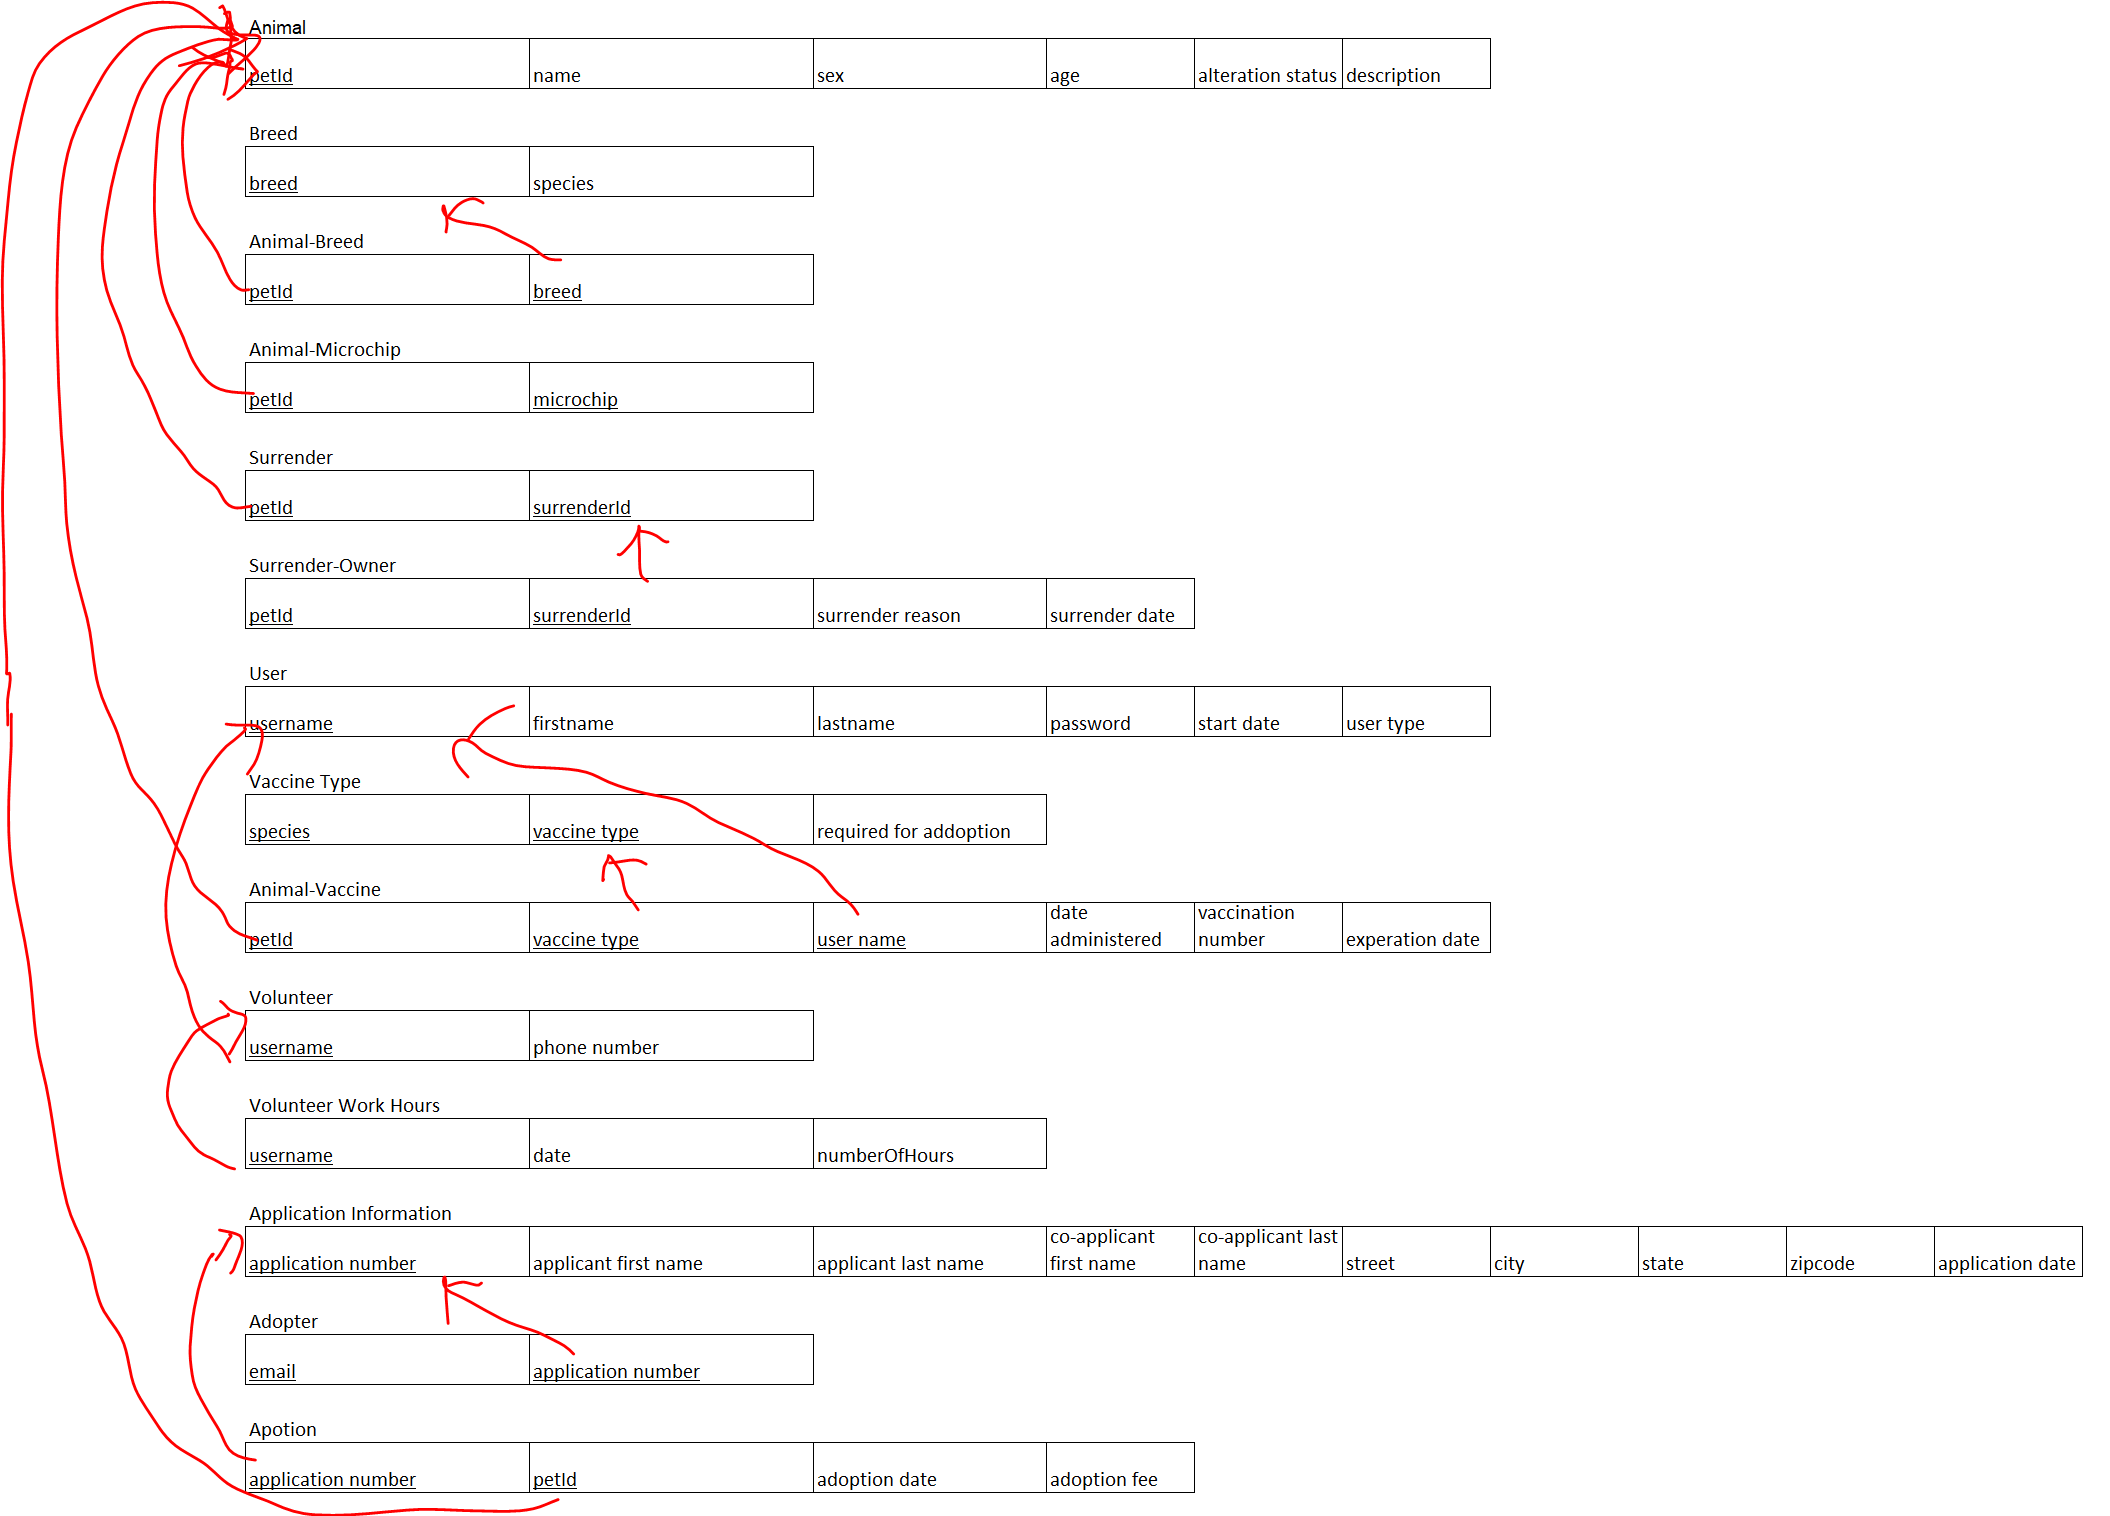 Animal
petId name sex age alteration status description
Breed
breed species
Animal-Breed
petId breed
Animal-Microchip
petId microchip
Surrender
petId surrenderId
Surrender-Owner
petId surrenderId surrender reason surrender date
User
username firstname lastname password start date user type
Vaccine Type
species vaccine type required for addoption
Animal-Vaccine
petId vaccine type user name date administered vaccination number experation date
Volunteer
username phone number
Volunteer Work Hours
username date numberOfHours
Application Information
application number applicant first name applicant last name co-applicant first name co-applicant last name street city state zipcode application date
Adopter
email application number
Apotion
application number petId adoption date adoption fee